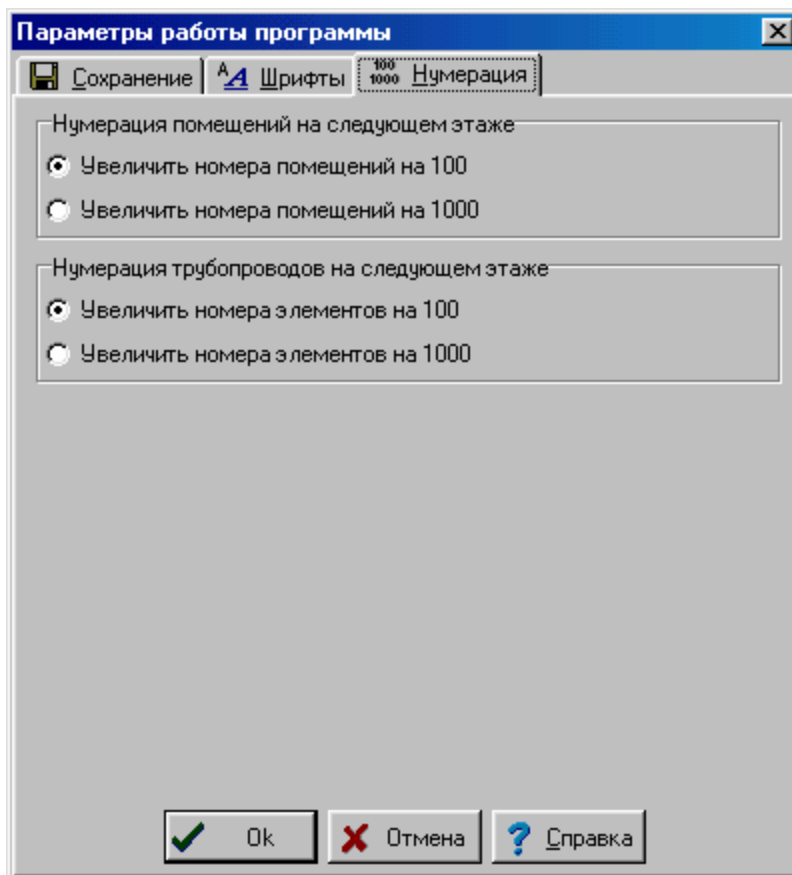 Параметры работы программы
Сохранение АА Шрифты 100 1000 Нумерация
Нумерация помещений на следующем этаже
Увеличить номера помещений на 100
Увеличить номера помещений на 1000
Нумерация трубопроводов на следующем этаже
Увеличить номера элементов на 100
Увеличить номера элементов на 1000
Ok Отмена ? Справка